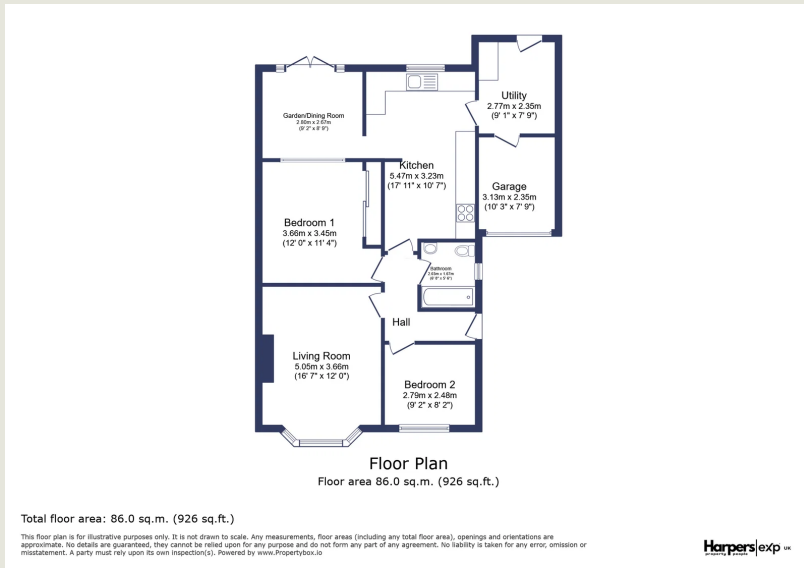 Utility
2.77m x 2.35m
(9' 1" x 7' 9")
Garden/Dining Room
2.80m x 2.67m
(9' 2" x 8' 9")
Kitchen
5.47m x 3.23m
(17' 11" x 10' 7")
Garage
3.13m x 2.35m
(10' 3" x 7' 9")
Bedroom 1
3.66m x 3.45m
(12' 0" x 11' 4")
Bathroom
Hall
Living Room
5.05m x 3.66m
(16' 7" x 12' 0")
Bedroom 2
2.79m x 2.48m
(9' 2" x 8' 2")
Floor Plan
Floor area 86.0 sq.m. (926 sq.ft.)
Total floor area: 86.0 sq.m. (926 sq.ft.)
This floor plan is for illustrative purposes only. It is not drawn to scale. Any measurements, floor areas (including any total floor area), openings and orientations are
approximate. No details are guaranteed, they cannot be relied upon for any purpose and do not form any part of any agreement. No liability is taken for any error, omission or
misstatement. A party must rely upon its own inspection(s). Powered by www.Propertybox.io
Harpers exp UK
property people